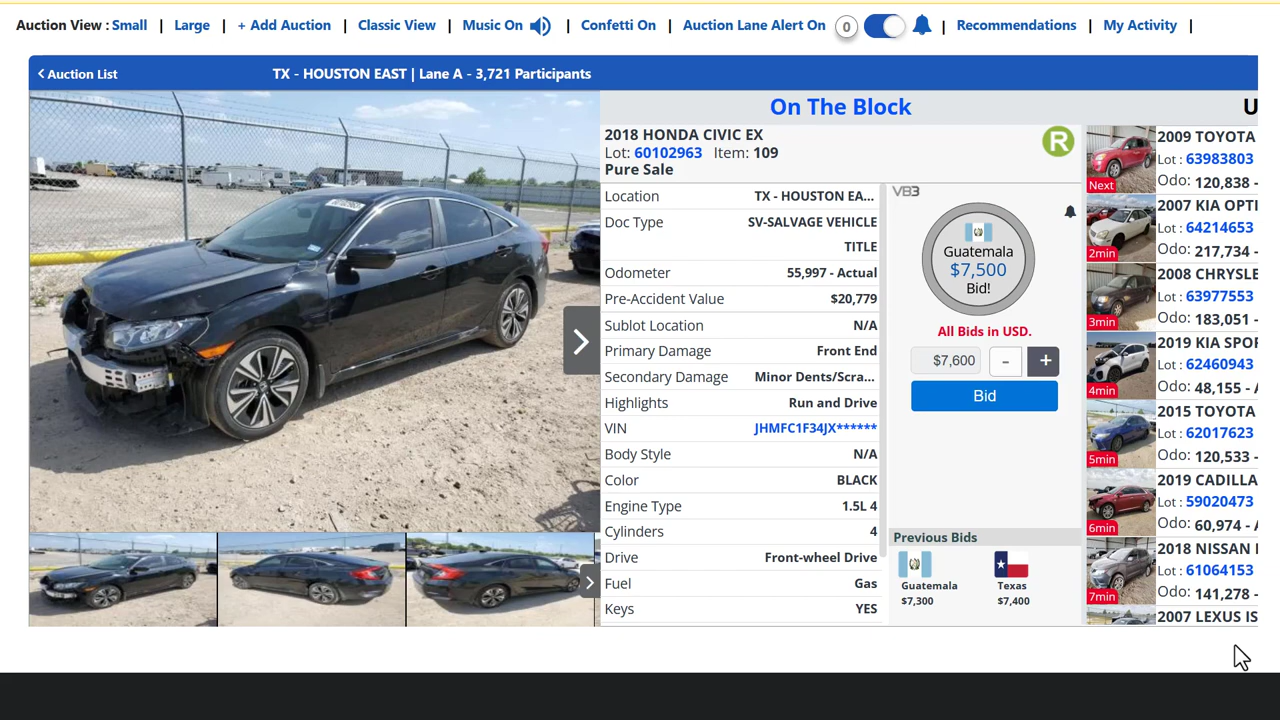 Auction View : Small | Large | + Add Auction | Classic View | Music On | Confetti On | Auction Lane Alert On 0 | Recommendations | My Activity |
Auction List
TX - HOUSTON EAST | Lane A - 3,721 Participants
On The Block
U
2018 HONDA CIVIC EX
Lot: 60102963 Item: 109
Pure Sale
R
Location TX - HOUSTON EA...
Doc Type SV-SALVAGE VEHICLE
TITLE
Odometer 55,997 - Actual
Pre-Accident Value $20,779
Sublot Location N/A
Primary Damage Front End
Secondary Damage Minor Dents/Scra...
Highlights Run and Drive
VIN JHMFC1F34JX******
Body Style N/A
Color BLACK
Engine Type 1.5L 4
Cylinders 4
Drive Front-wheel Drive
Fuel Gas
Keys YES
VB3
Guatemala
$7,500
Bid!
All Bids in USD.
$7,600 - +
Bid
Previous Bids
Guatemala Texas
$7,300 $7,400
2009 TOYOTA
Lot : 63983803
Next Odo: 120,838 -
2007 KIA OPTI
Lot : 64214653
2min Odo: 217,734 -
2008 CHRYSLE
Lot : 63977553
3min Odo: 183,051 -
2019 KIA SPOR
Lot : 62460943
4min Odo: 48,155 - A
2015 TOYOTA
Lot : 62017623
5min Odo: 120,533 -
2019 CADILLA
Lot : 59020473
6min Odo: 60,974 - A
2018 NISSAN
Lot : 61064153
7min Odo: 141,278 -
2007 LEXUS IS